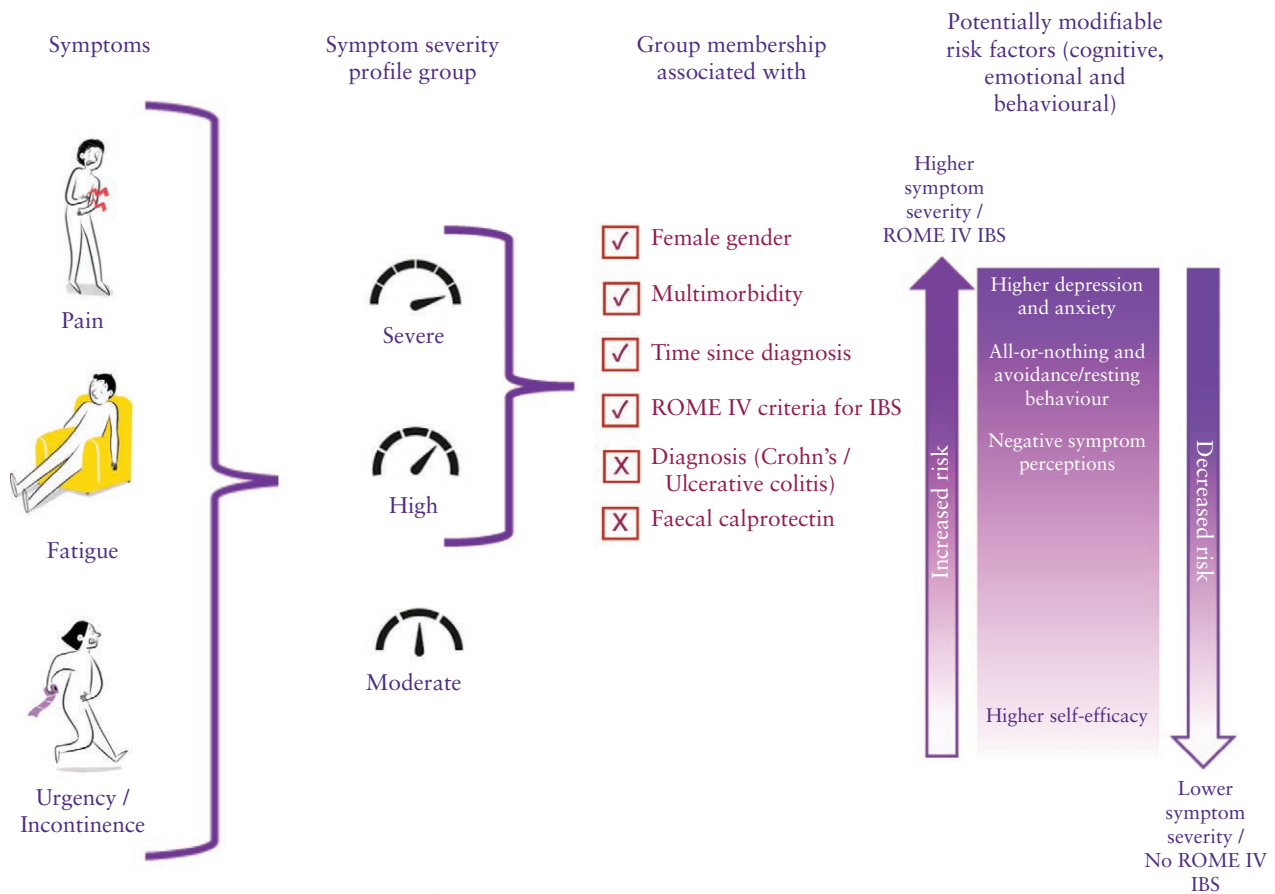 Symptoms
Pain
Fatigue
Urgency /
Incontinence
Symptom severity
profile group
Severe
High
Moderate
Group membership
associated with
✓ Female gender
✓ Multimorbidity
✓ Time since diagnosis
✓ ROME IV criteria for IBS
X Diagnosis (Crohn’s /
Ulcerative colitis)
X Faecal calprotectin
Potentially modifiable
risk factors (cognitive,
emotional and
behavioural)
Higher
symptom
severity /
ROME IV IBS
Increased risk
Higher depression
and anxiety
All-or-nothing and
avoidance/resting
behaviour
Negative symptom
perceptions
Higher self-efficacy
Decreased risk
Lower
symptom
severity /
No ROME IV
IBS